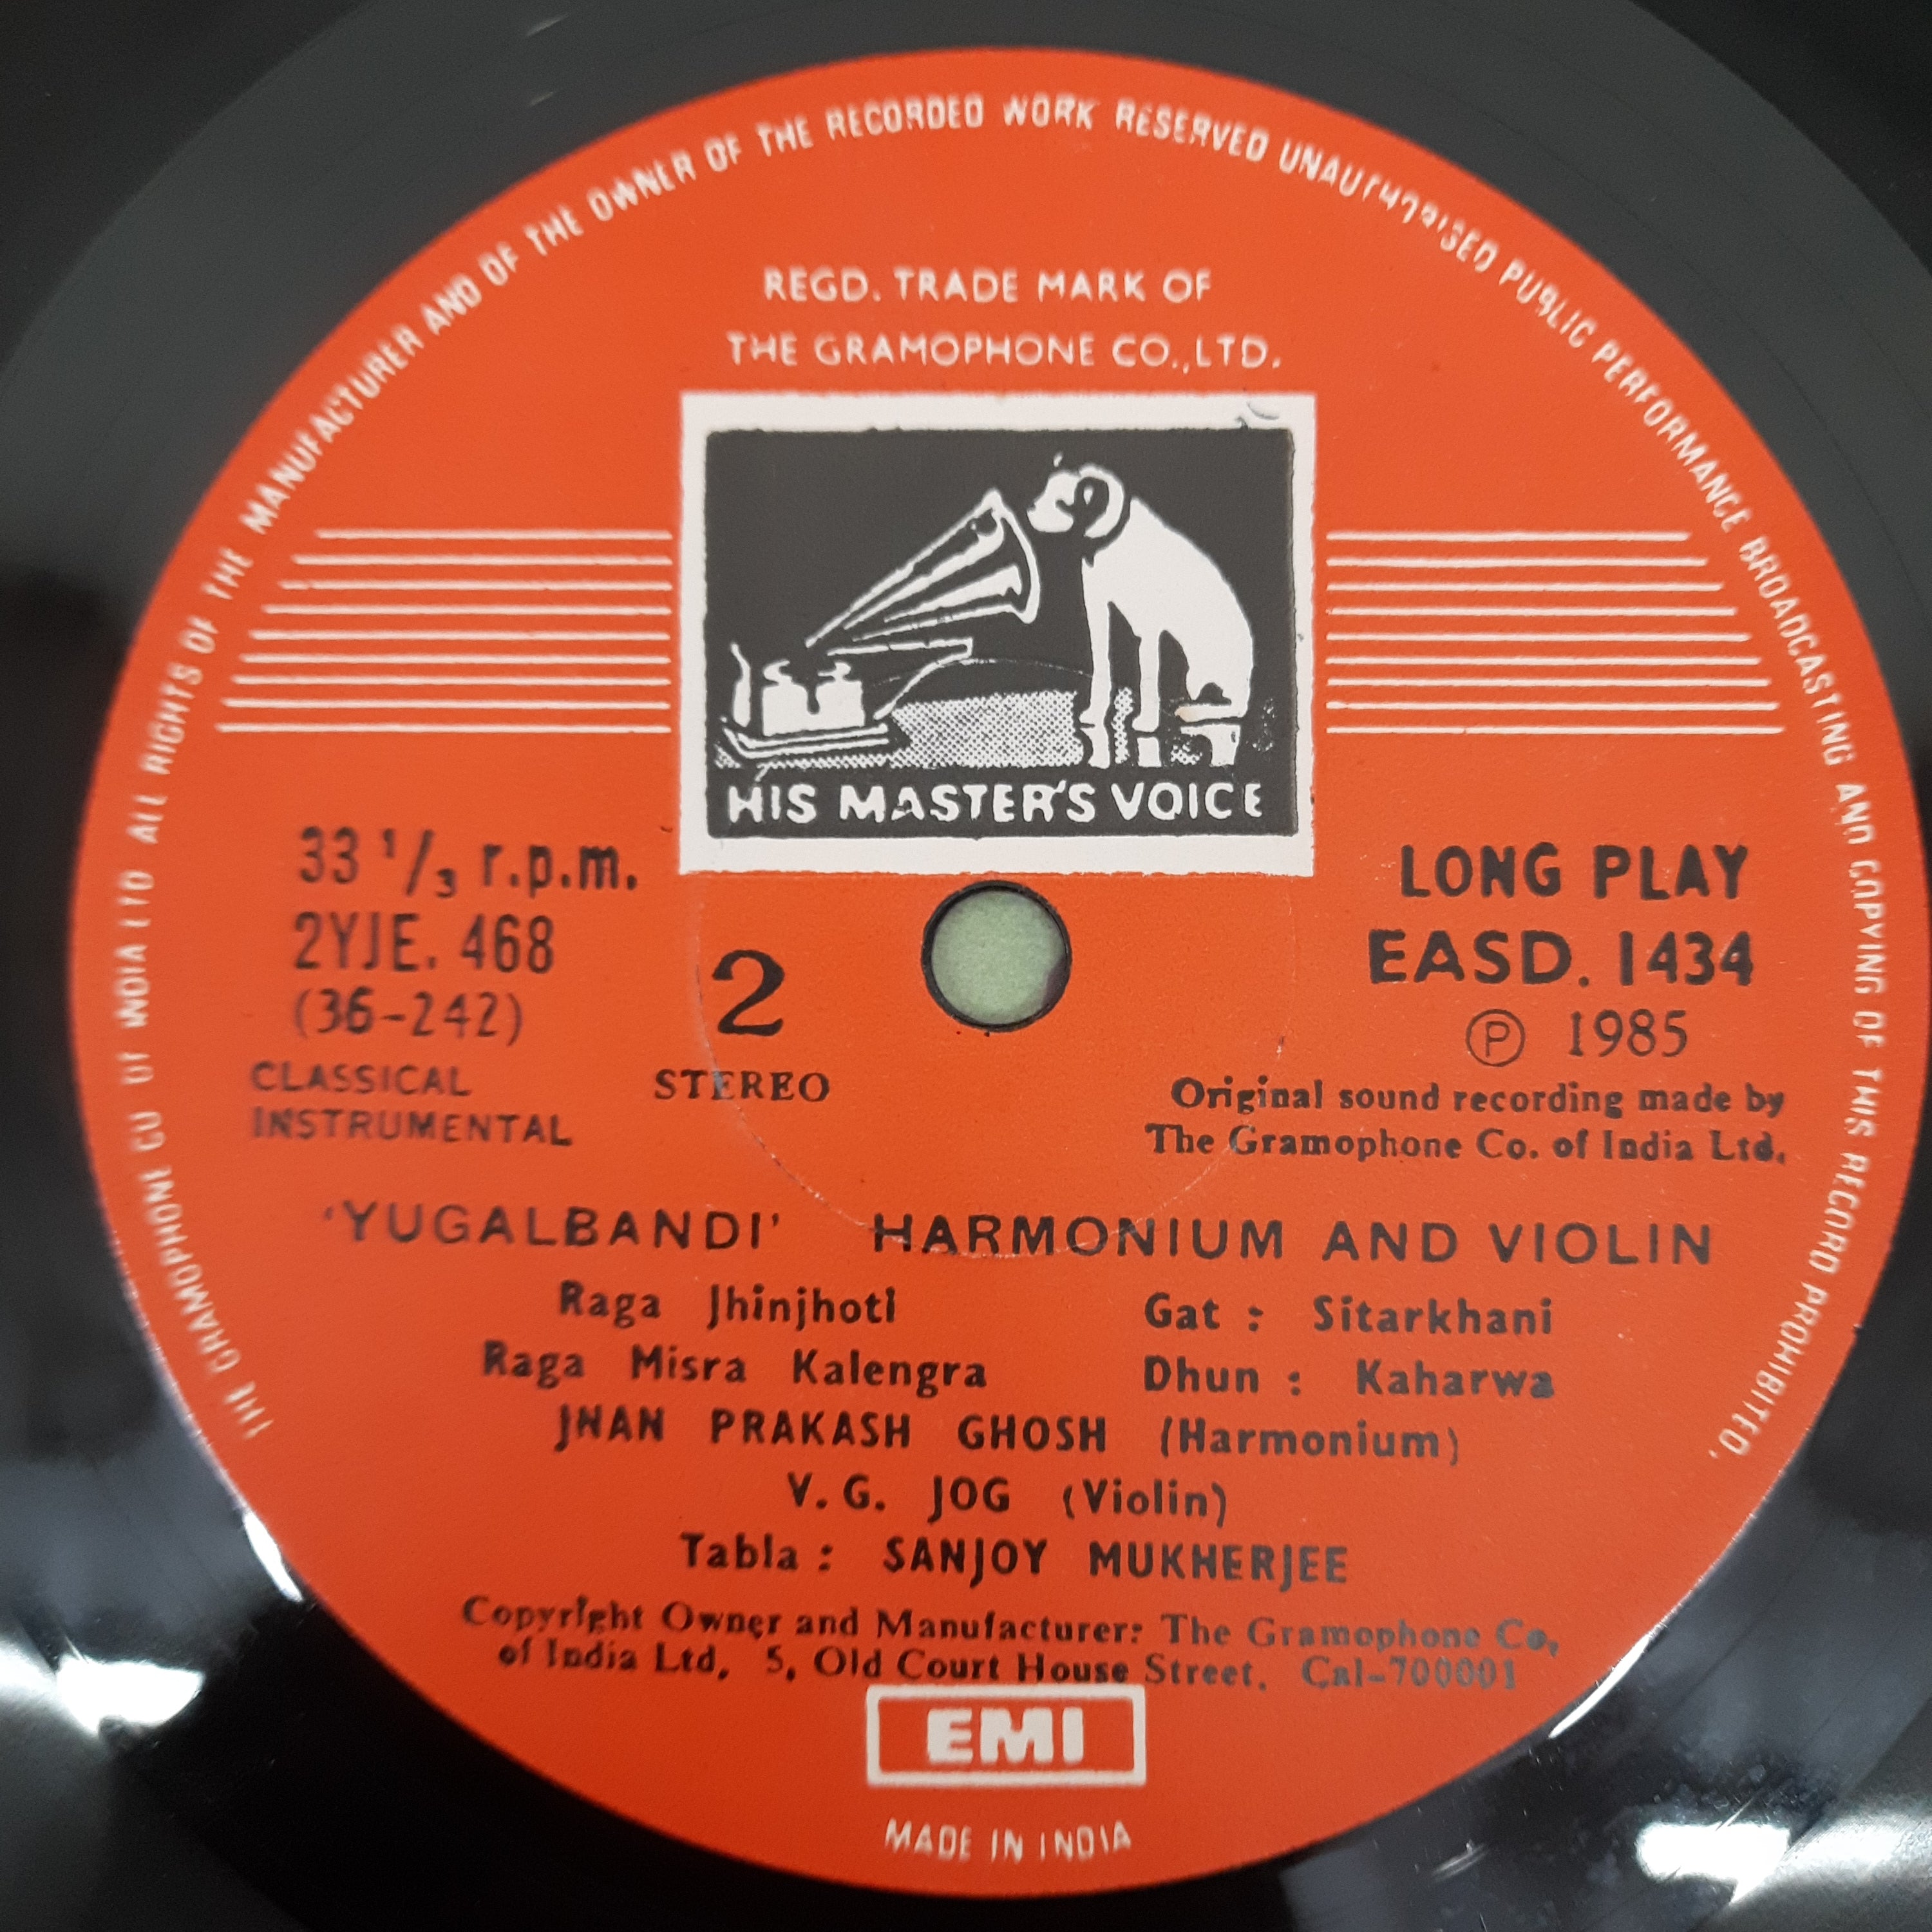 THE GRAMOPHONE CO OF INDIA LTD ALL RIGHTS OF THE MANUFACTURER AND OF THE OWNER OF THE RECORDED WORK RESERVED UNAUTHORISED PUBLIC PERFORMANCE BROADCASTING AND COPYING OF THIS RECORD PROHIBITED.
REGD. TRADE MARK OF
THE GRAMOPHONE CO.,LTD.
HIS MASTER'S VOICE
33 1/3 r.p.m.
2YJE. 468
(36-242)
CLASSICAL
INSTRUMENTAL
2
STEREO
LONG PLAY
EASD. 1434
Ⓟ 1985
Original sound recording made by
The Gramophone Co. of India Ltd.
'YUGALBANDI' HARMONIUM AND VIOLIN
Raga Jhinjhoti Gat : Sitarkhani
Raga Misra Kalengra Dhun : Kaharwa
JNAN PRAKASH GHOSH (Harmonium)
V. G. JOG (Violin)
Tabla : SANJOY MUKHERJEE
Copyright Owner and Manufacturer: The Gramophone Co,
of India Ltd, 5, Old Court House Street. Cal-700001
EMI
MADE IN INDIA